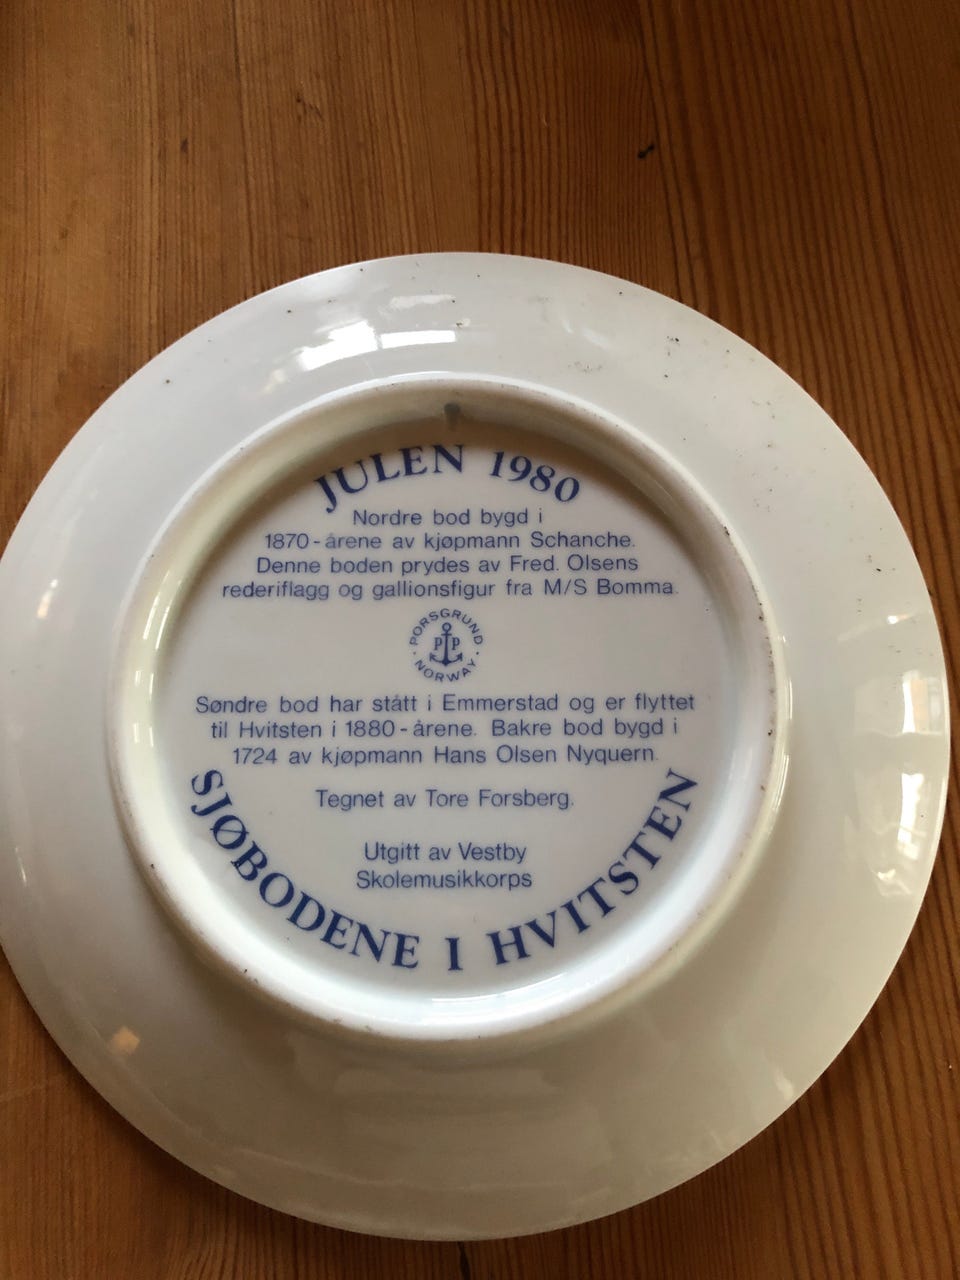 JULEN 1980
Nordre bod bygd i
1870-årene av kjøpmann Schanche.
Denne boden prydes av Fred. Olsens
rederiflagg og gallionsfigur fra M/S Bomma.
PORSGRUND
PP
NORWAY
Søndre bod har stått i Emmerstad og er flyttet
til Hvitsten i 1880-årene. Bakre bod bygd i
1724 av kjøpmann Hans Olsen Nyquern.
Tegnet av Tore Forsberg.
Utgitt av Vestby
Skolemusikkorps
SJØBODENE I HVITSTEN